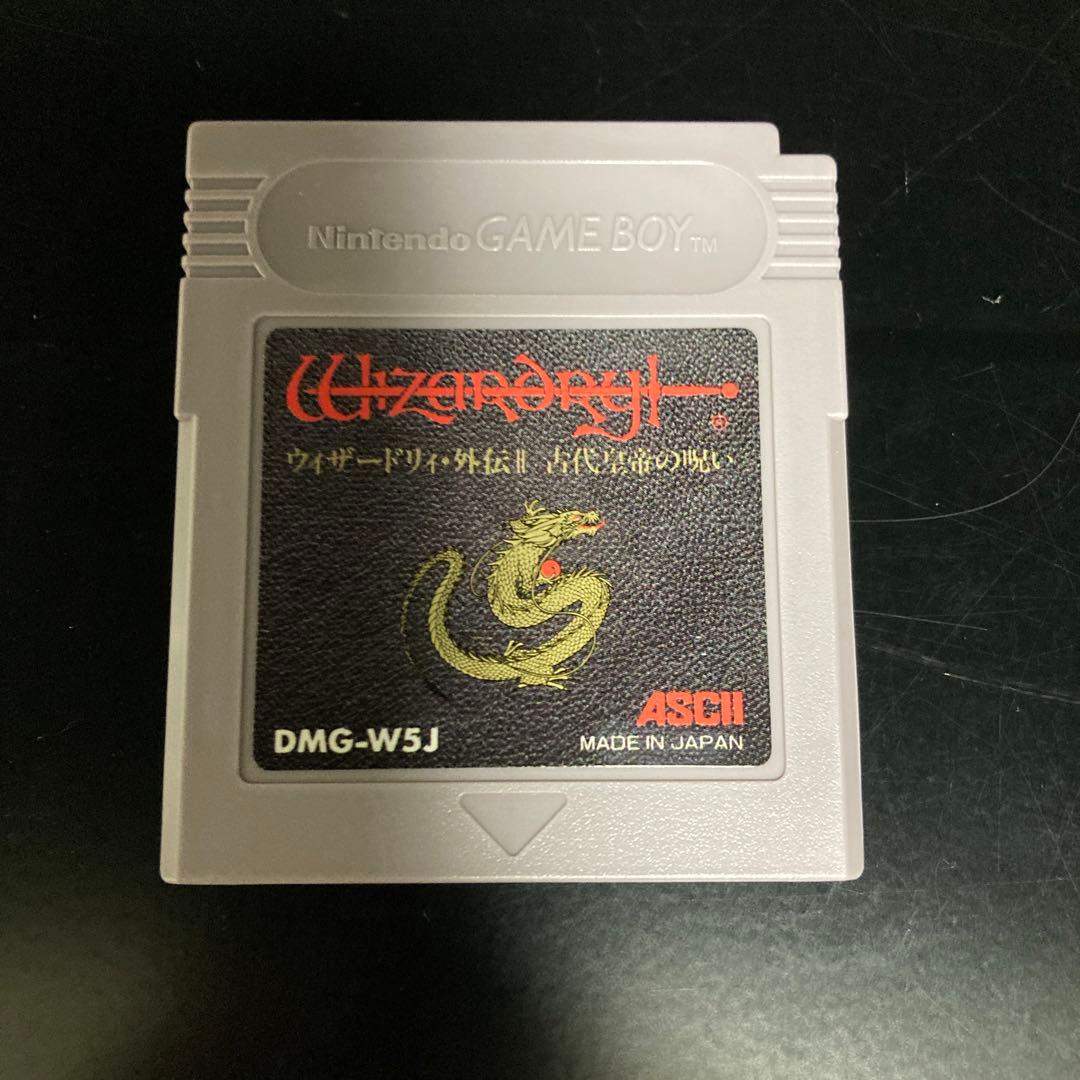 Nintendo GAME BOY™
Wizardry
®
ウィザードリィ・外伝II 古代皇帝の呪い
ASCII
DMG-W5J
MADE IN JAPAN